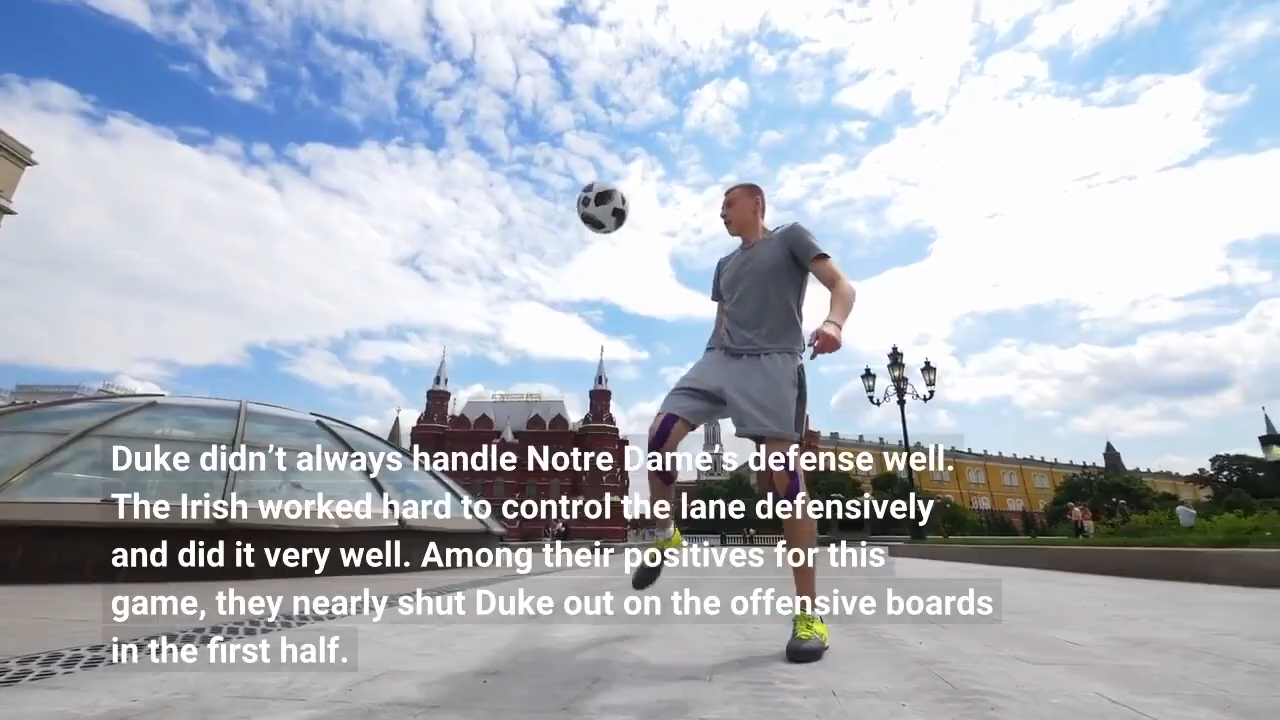 Duke didn’t always handle Notre Dame’s defense well.
The Irish worked hard to control the lane defensively
and did it very well. Among their positives for this
game, they nearly shut Duke out on the offensive boards
in the first half.